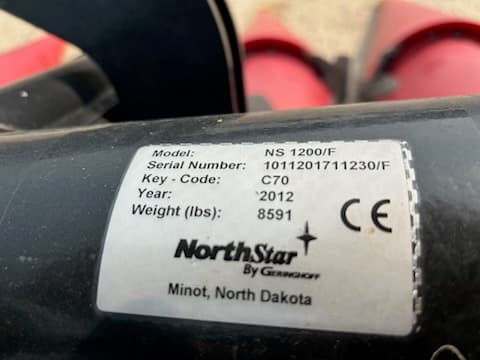 Model: NS 1200/F
Serial Number: 1011201711230/F
Key - Code: C70
Year: 2012
Weight (lbs): 8591
CE
NorthStar
By GERINGHOFF
Minot, North Dakota